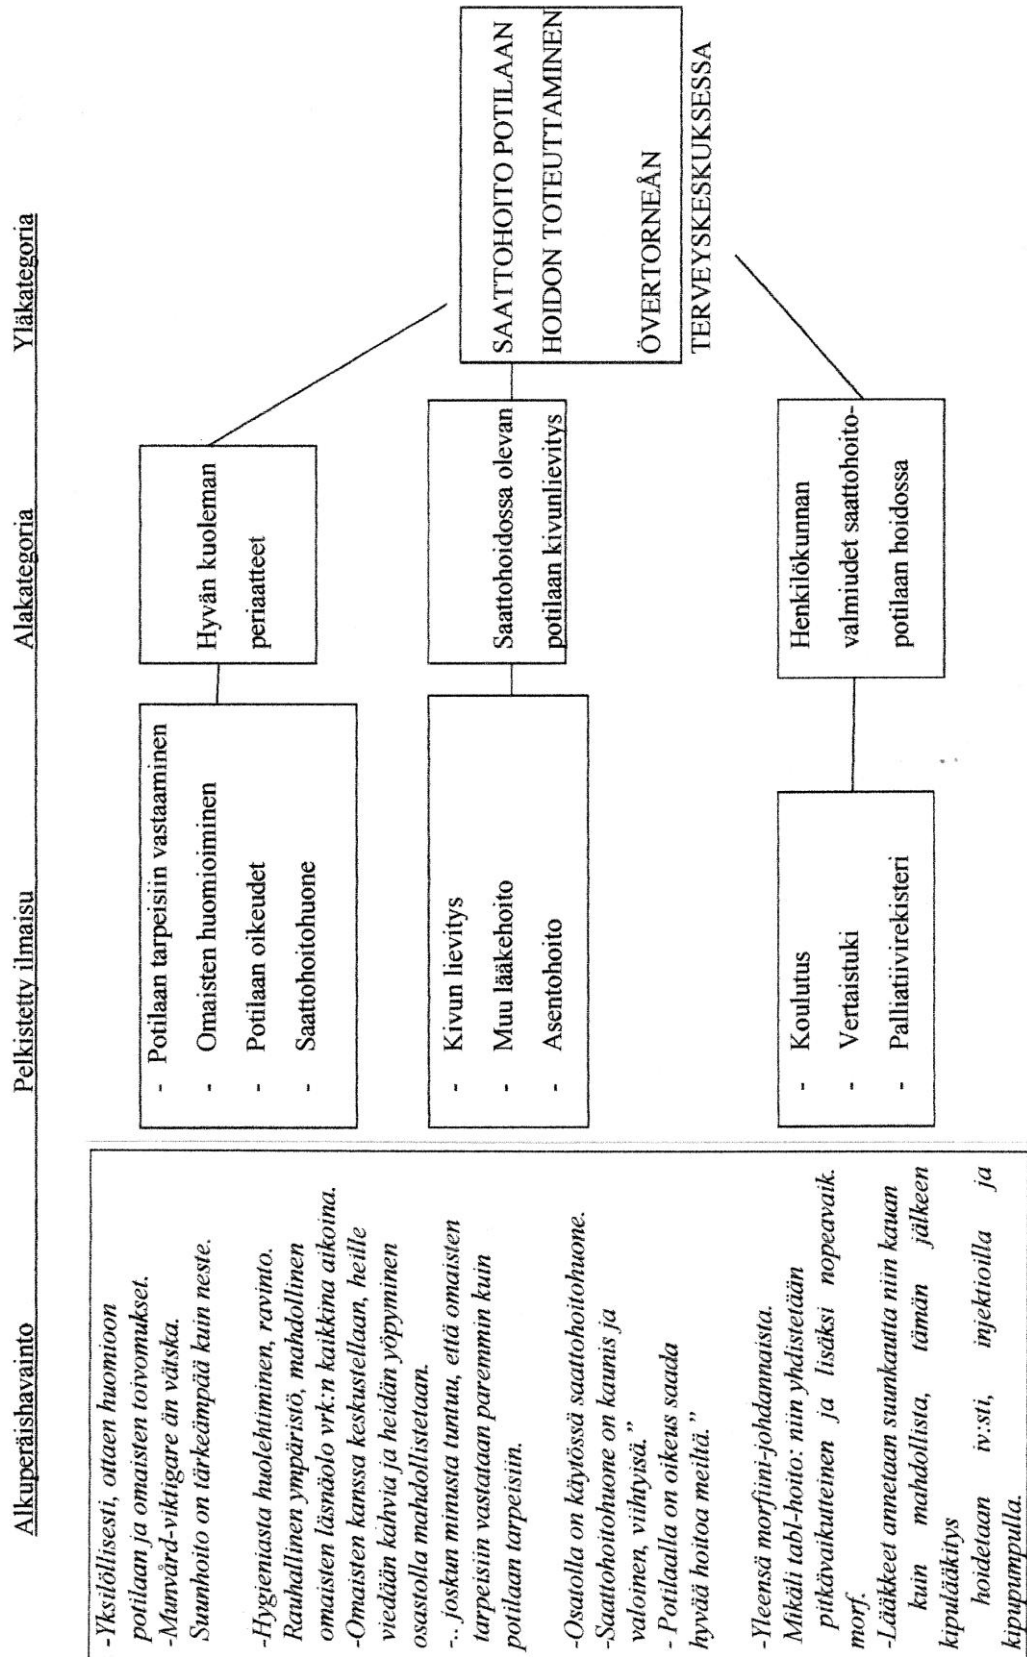 Alkuperäishavainto
Pelkistetty ilmaisu
Alakategoria
Yläkategoria
-Yksilöllisesti, ottaen huomioon
potilaan ja omaisten toivomukset.
-Munvård-viktigare än vätska.
Suunhoito on tärkeämpää kuin neste.
-Hygieniasta huolehtiminen, ravinto.
Rauhallinen ympäristö, mahdollinen
omaisten läsnäolo vrk:n kaikkina aikoina.
-Omaisten kanssa keskustellaan, heille
viedään kahvia ja heidän yöpyminen
osastolla mahdollistetaan.
-.. joskun minusta tuntuu, että omaisten
tarpeisiin vastataan paremmin kuin
potilaan tarpeisiin.
-Osatolla on käytössä saattohoitohuone.
-Saattohoituhuone on kaunis ja
valoinen, viihtyisä."
- Potilaalla on oikeus saada
hyvää hoitoa meiltä."
-Yleensä morfiini-johdannaista.
Mikäli tabl-hoito: niin yhdistetään
pitkävaikutteinen ja lisäksi nopeavaik.
morf.
-Lääkkeet annetaan suunkautta niin kauan
kuin mahdollista, tämän jälkeen
kipulääkitys
hoidetaan iv:sti, injektioilla ja
kipupumpulla.
- Potilaan tarpeisiin vastaaminen
- Omaisten huomioiminen
- Potilaan oikeudet
- Saattohoitohuone
- Kivun lievitys
- Muu lääkehoito
- Asentohoito
- Koulutus
- Vertaistuki
- Palliatiivirekisteri
Hyvän kuoleman
periaatteet
Saattohoidossa olevan
potilaan kivunlievitys
Henkilökunnan
valmiudet saattohoito-
potilaan hoidossa
SAATTOHOITO POTILAAN
HOIDON TOTEUTTAMINEN
ÖVERTORNEÅN
TERVEYSKESKUKSESSA